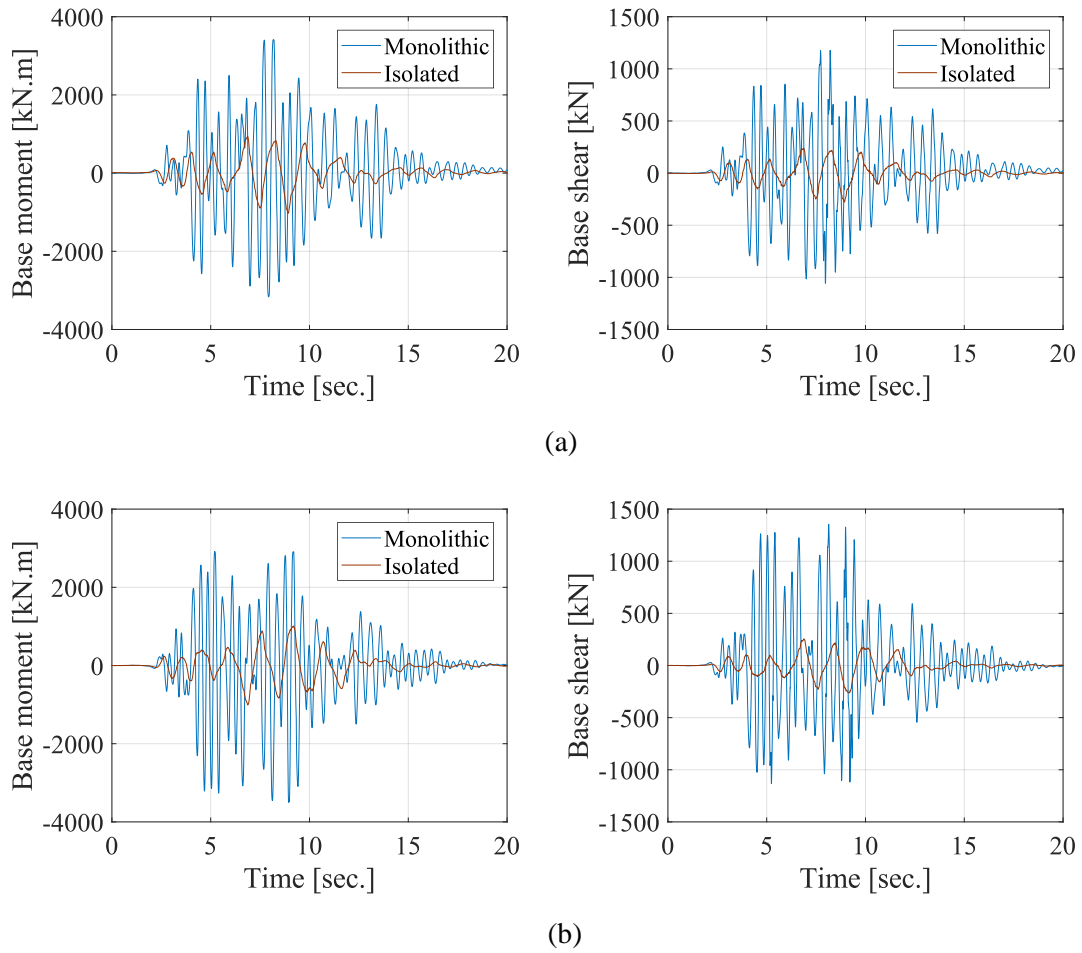 4000
2000
0
-2000
-4000
Base moment [kN.m]
Monolithic
Isolated
0 5 10 15 20
Time [sec.]
1500
1000
500
0
-500
-1000
-1500
Base shear [kN]
Monolithic
Isolated
0 5 10 15 20
Time [sec.]
(a)
4000
2000
0
-2000
-4000
Base moment [kN.m]
Monolithic
Isolated
0 5 10 15 20
Time [sec.]
1500
1000
500
0
-500
-1000
-1500
Base shear [kN]
0 5 10 15 20
Time [sec.]
(b)